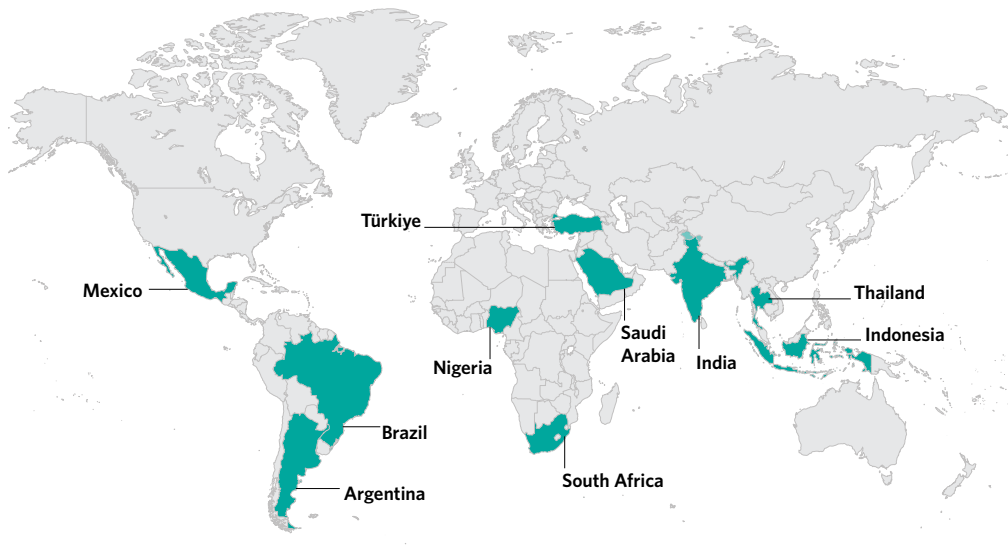 Türkiye
Mexico
Thailand
Saudi
Arabia
Indonesia
Nigeria
India
Brazil
South Africa
Argentina